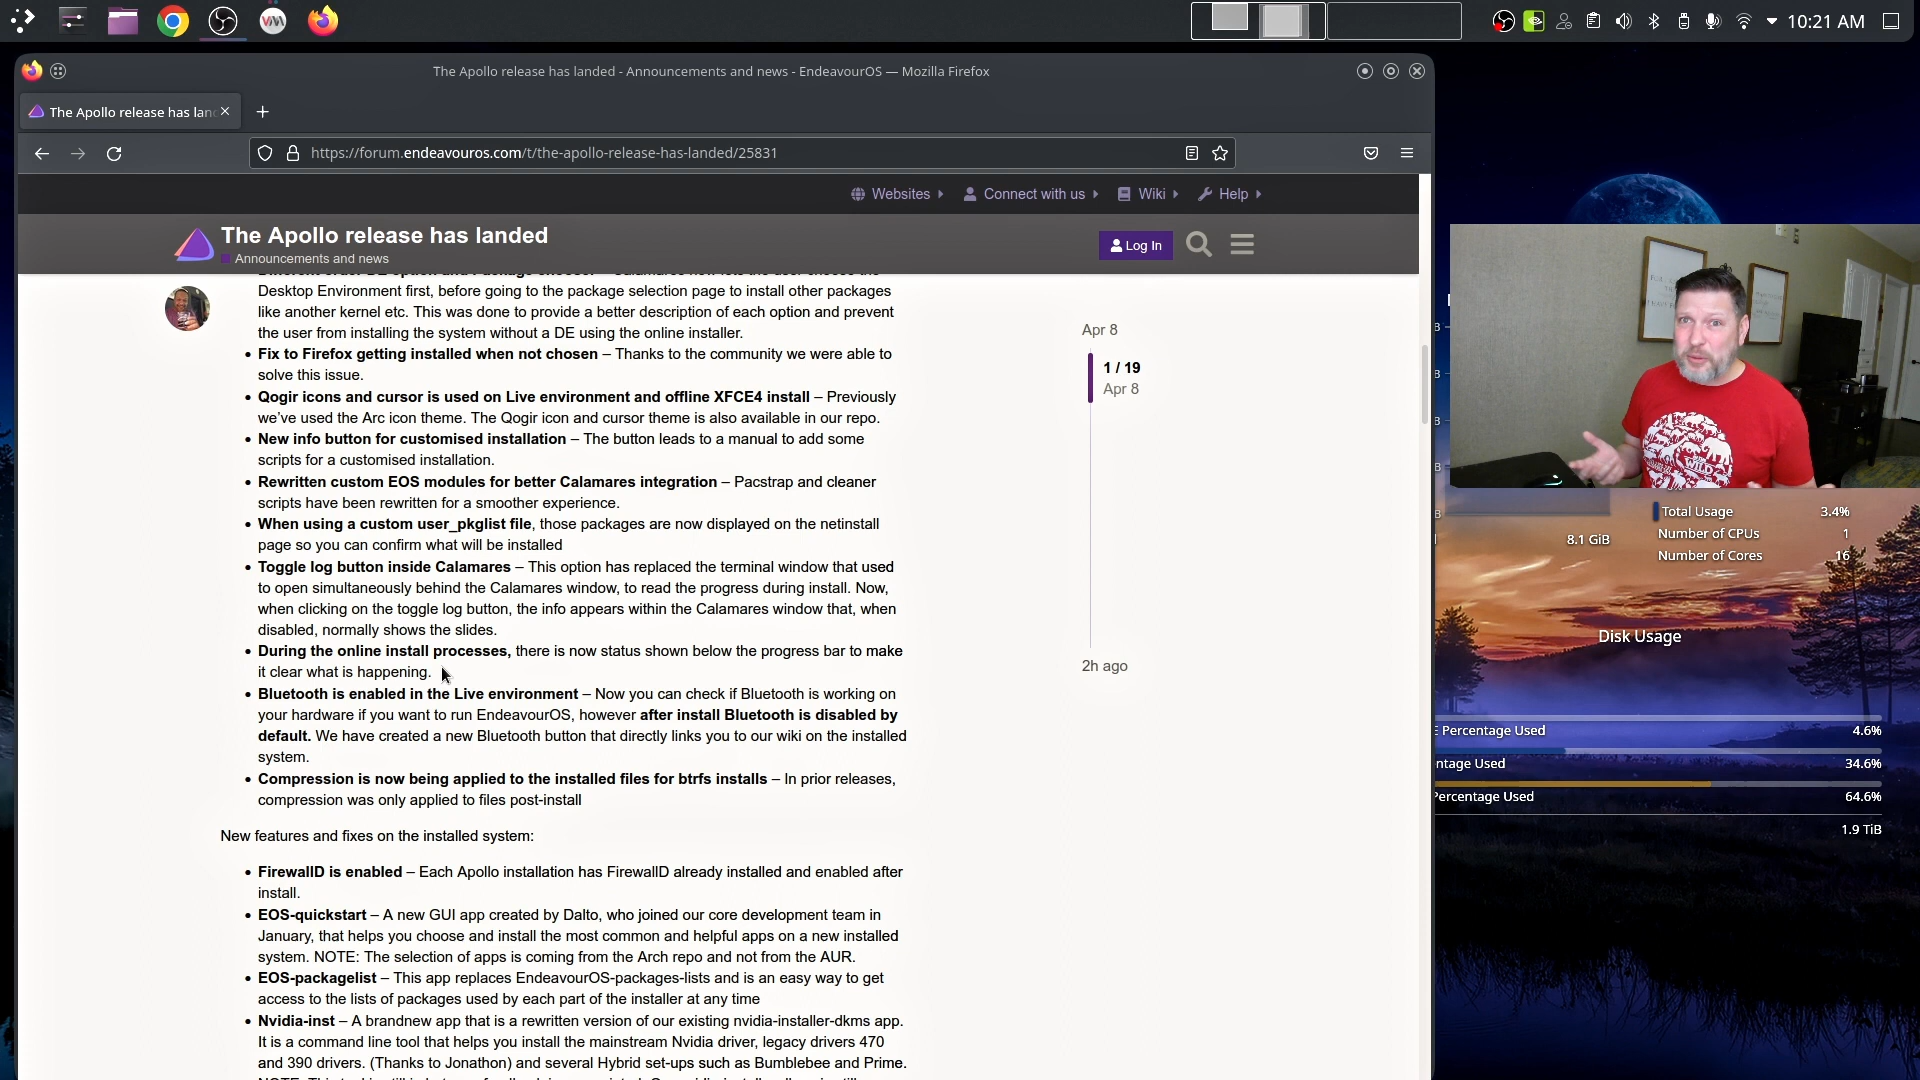 10:21 AM
The Apollo release has landed - Announcements and news - EndeavourOS — Mozilla Firefox
The Apollo release has lan
https://forum.endeavouros.com/t/the-apollo-release-has-landed/25831
Websites
Connect with us
Wiki
Help
The Apollo release has landed
Announcements and news
Log In
Desktop Environment first, before going to the package selection page to install other packages
like another kernel etc. This was done to provide a better description of each option and prevent
the user from installing the system without a DE using the online installer.
• Fix to Firefox getting installed when not chosen – Thanks to the community we were able to
solve this issue.
• Qogir icons and cursor is used on Live environment and offline XFCE4 install – Previously
we’ve used the Arc icon theme. The Qogir icon and cursor theme is also available in our repo.
• New info button for customised installation – The button leads to a manual to add some
scripts for a customised installation.
• Rewritten custom EOS modules for better Calamares integration – Pacstrap and cleaner
scripts have been rewritten for a smoother experience.
• When using a custom user_pkglist file, those packages are now displayed on the netinstall
page so you can confirm what will be installed
• Toggle log button inside Calamares – This option has replaced the terminal window that used
to open simultaneously behind the Calamares window, to read the progress during install. Now,
when clicking on the toggle log button, the info appears within the Calamares window that, when
disabled, normally shows the slides.
• During the online install processes, there is now status shown below the progress bar to make
it clear what is happening.
• Bluetooth is enabled in the Live environment – Now you can check if Bluetooth is working on
your hardware if you want to run EndeavourOS, however after install Bluetooth is disabled by
default. We have created a new Bluetooth button that directly links you to our wiki on the installed
system.
• Compression is now being applied to the installed files for btrfs installs – In prior releases,
compression was only applied to files post-install
New features and fixes on the installed system:
• FirewallD is enabled – Each Apollo installation has FirewallD already installed and enabled after
install.
• EOS-quickstart – A new GUI app created by Dalto, who joined our core development team in
January, that helps you choose and install the most common and helpful apps on a new installed
system. NOTE: The selection of apps is coming from the Arch repo and not from the AUR.
• EOS-packagelist – This app replaces EndeavourOS-packages-lists and is an easy way to get
access to the lists of packages used by each part of the installer at any time
• Nvidia-inst – A brandnew app that is a rewritten version of our existing nvidia-installer-dkms app.
It is a command line tool that helps you install the mainstream Nvidia driver, legacy drivers 470
and 390 drivers. (Thanks to Jonathon) and several Hybrid set-ups such as Bumblebee and Prime.
Apr 8
1 / 19
Apr 8
2h ago
WILD
8.1 GiB
Total Usage 3.4%
Number of CPUs 1
Number of Cores 16
Disk Usage
Percentage Used 4.6%
ntage Used 34.6%
Percentage Used 64.6%
1.9 TiB